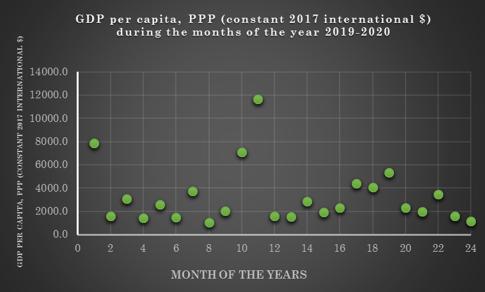 GDP per capita, PPP (constant 2017 international $)
during the months of the year 2019-2020
GDP PER CAPITA, PPP (CONSTANT 2017 INTERNATIONAL $)
14000.0
12000.0
10000.0
8000.0
6000.0
4000.0
2000.0
0.0
0 2 4 6 8 10 12 14 16 18 20 22 24
MONTH OF THE YEARS